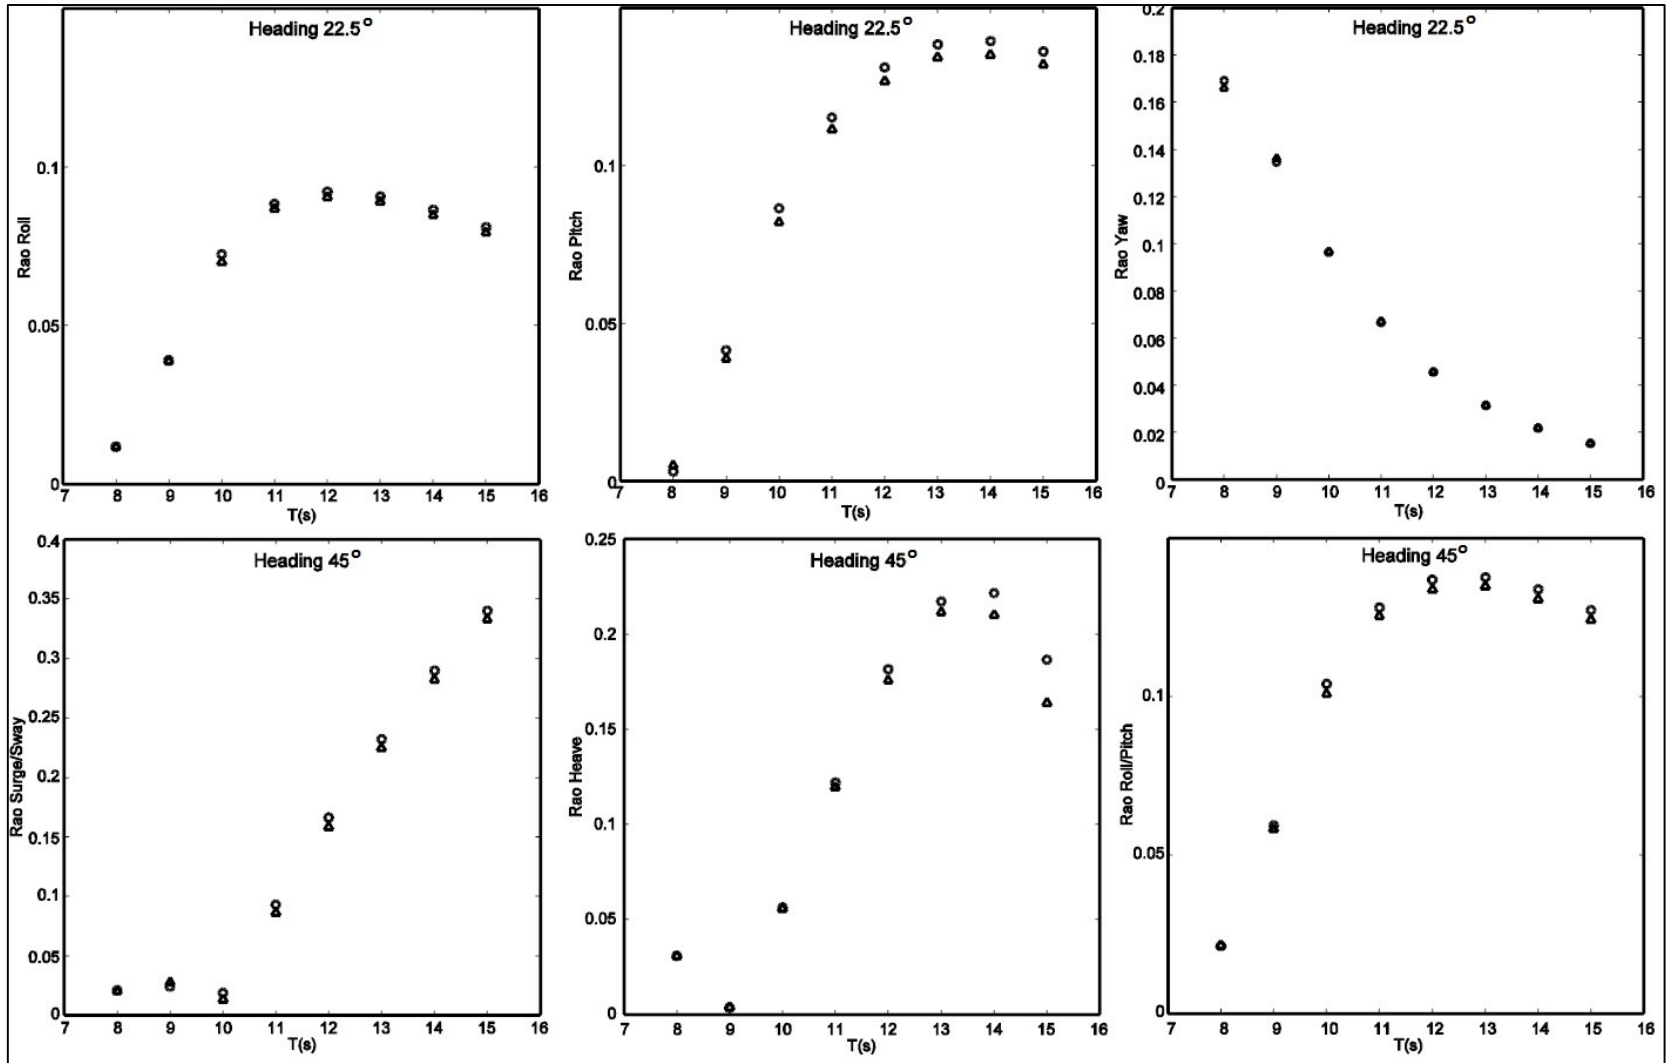 Heading 22.5°
Rao Roll
0.1
0.05
0
7 8 9 10 11 12 13 14 15 16
T(s)
Heading 22.5°
Rao Pitch
0.1
0.05
0
7 8 9 10 11 12 13 14 15 16
T(s)
Heading 22.5°
Rao Yaw
0.2
0.18
0.16
0.14
0.12
0.1
0.08
0.06
0.04
0.02
0
7 8 9 10 11 12 13 14 15 16
T(s)
Heading 45°
Rao Surge/Sway
0.4
0.35
0.3
0.25
0.2
0.15
0.1
0.05
0
7 8 9 10 11 12 13 14 15 16
T(s)
Heading 45°
Rao Heave
0.25
0.2
0.15
0.1
0.05
0
7 8 9 10 11 12 13 14 15 16
T(s)
Heading 45°
Rao Roll/Pitch
0.1
0.05
0
7 8 9 10 11 12 13 14 15 16
T(s)